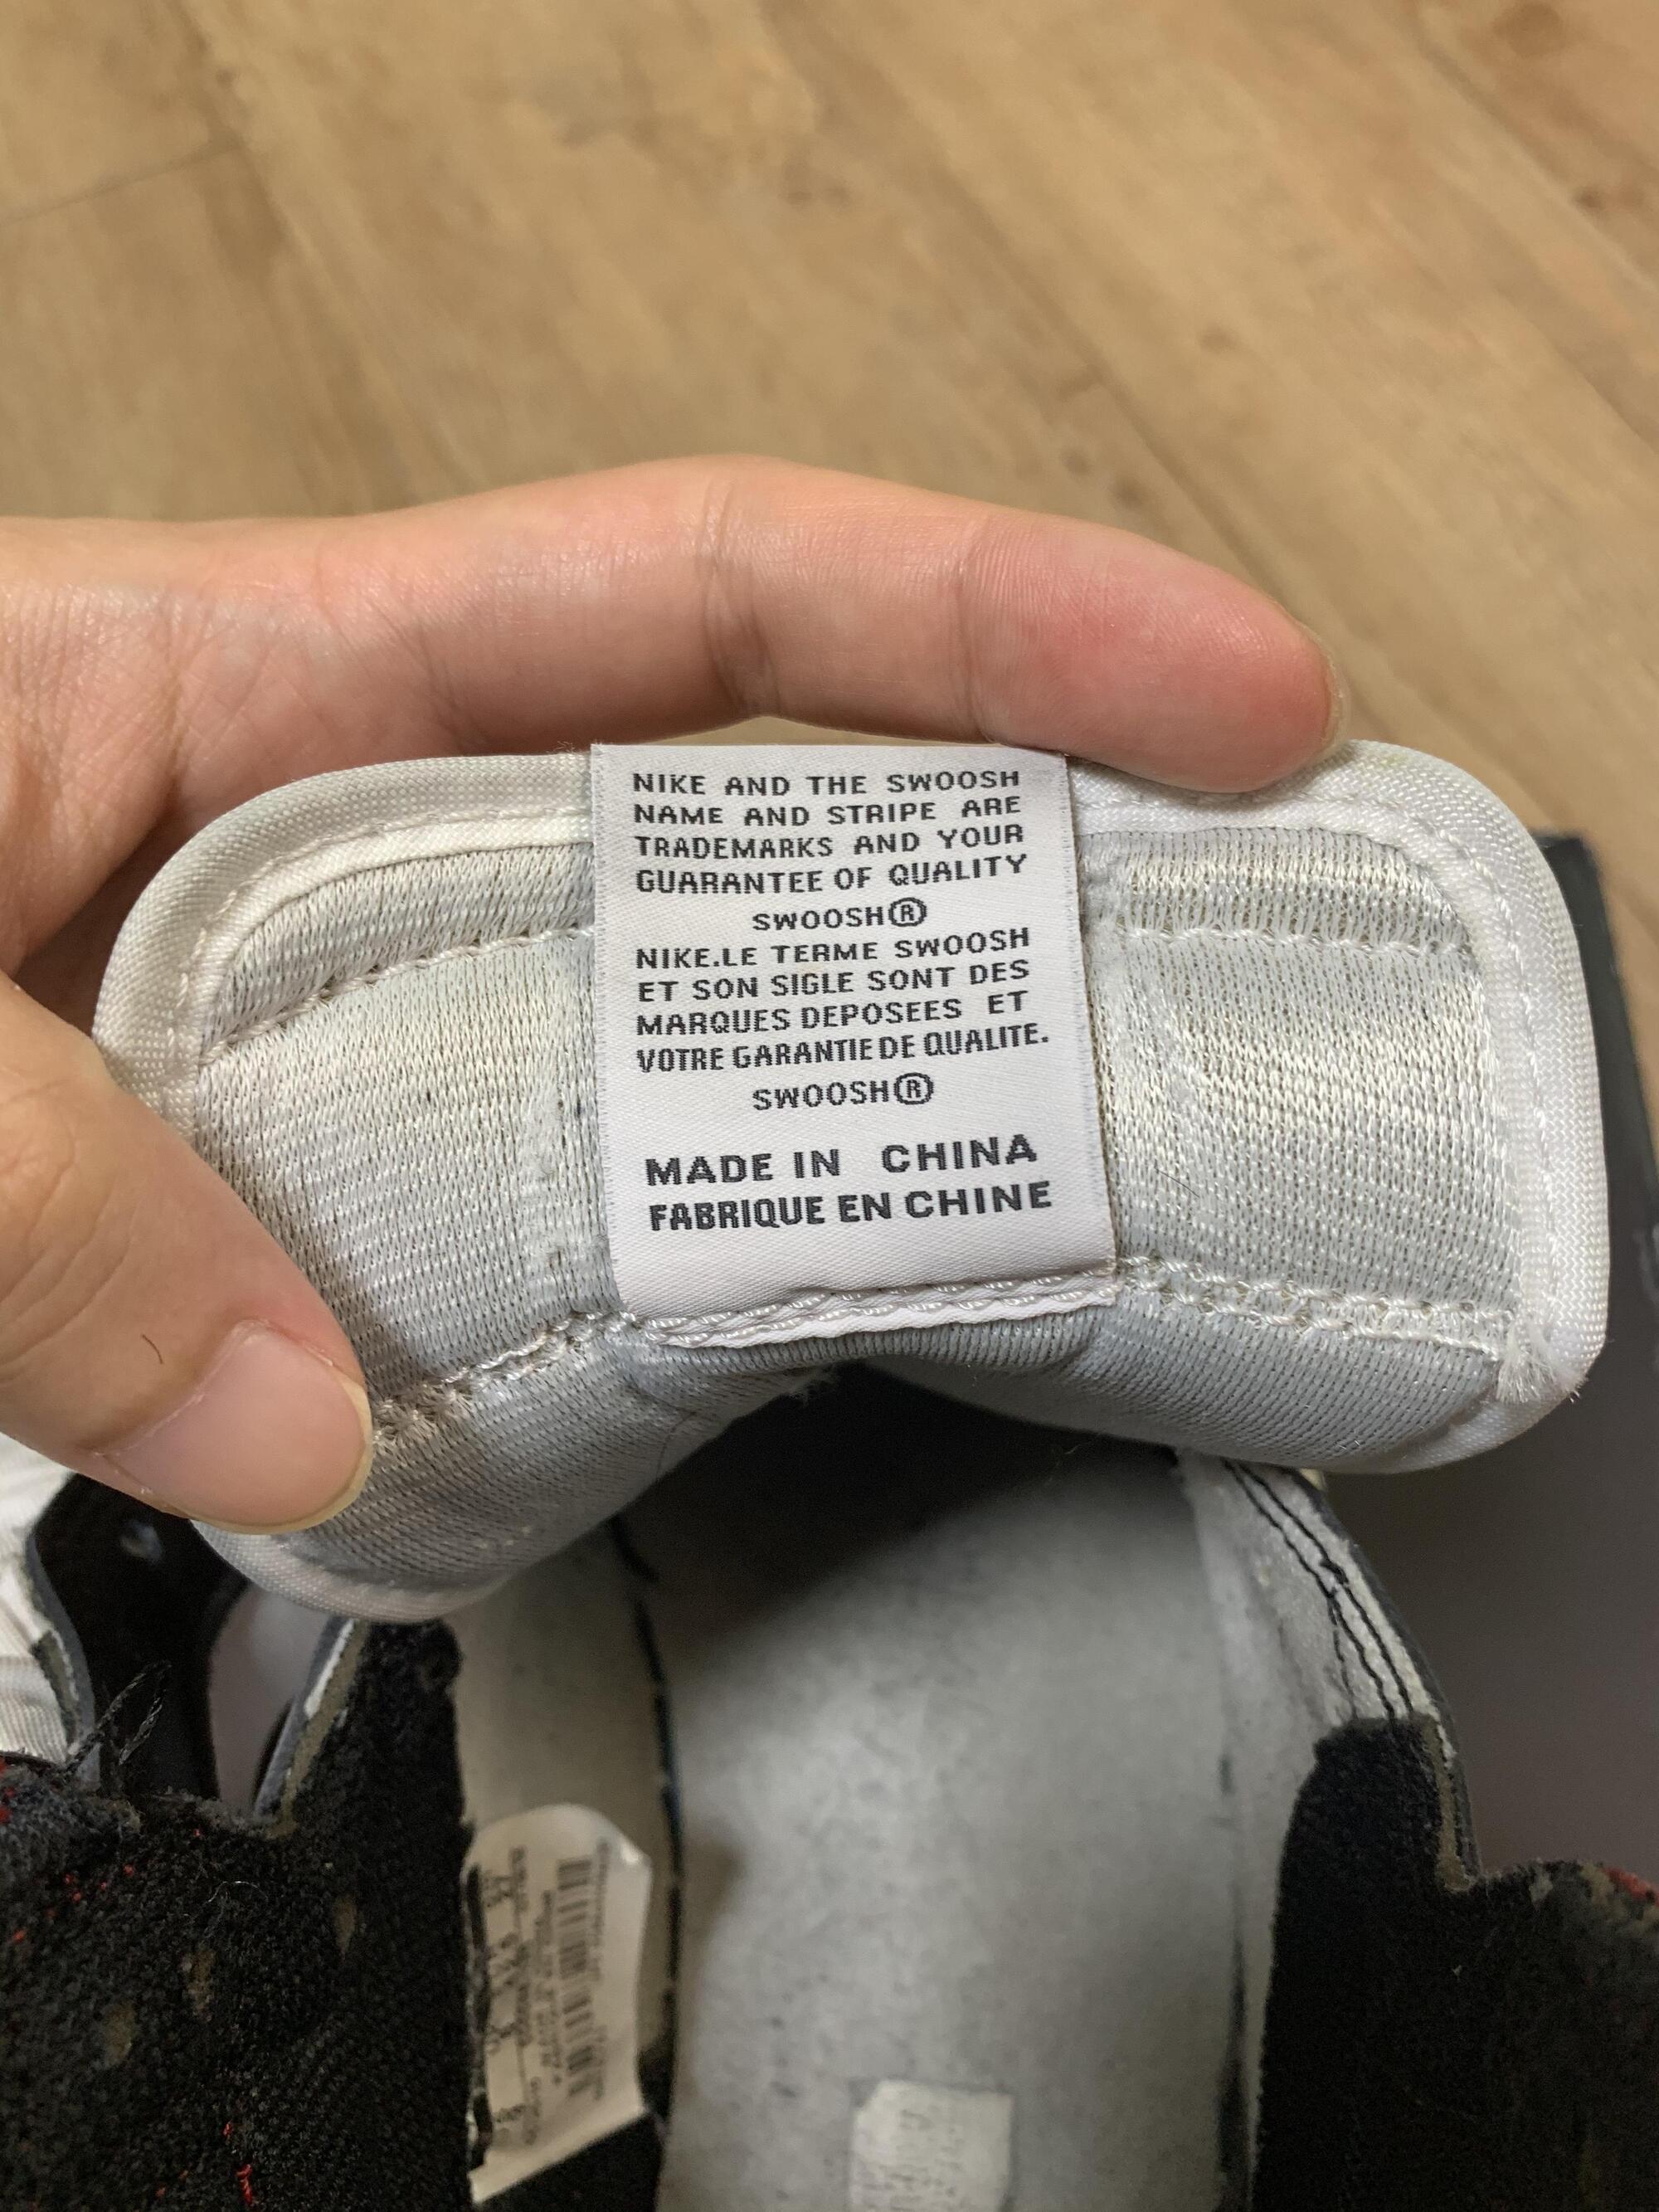 NIKE AND THE SWOOSH
NAME AND STRIPE ARE
TRADEMARKS AND YOUR
GUARANTEE OF QUALITY
SWOOSH®
NIKE.LE TERME SWOOSH
ET SON SIGLE SONT DES
MARQUES DEPOSEES ET
VOTRE GARANTIE DE QUALITE.
SWOOSH®
MADE IN CHINA
FABRIQUE EN CHINE